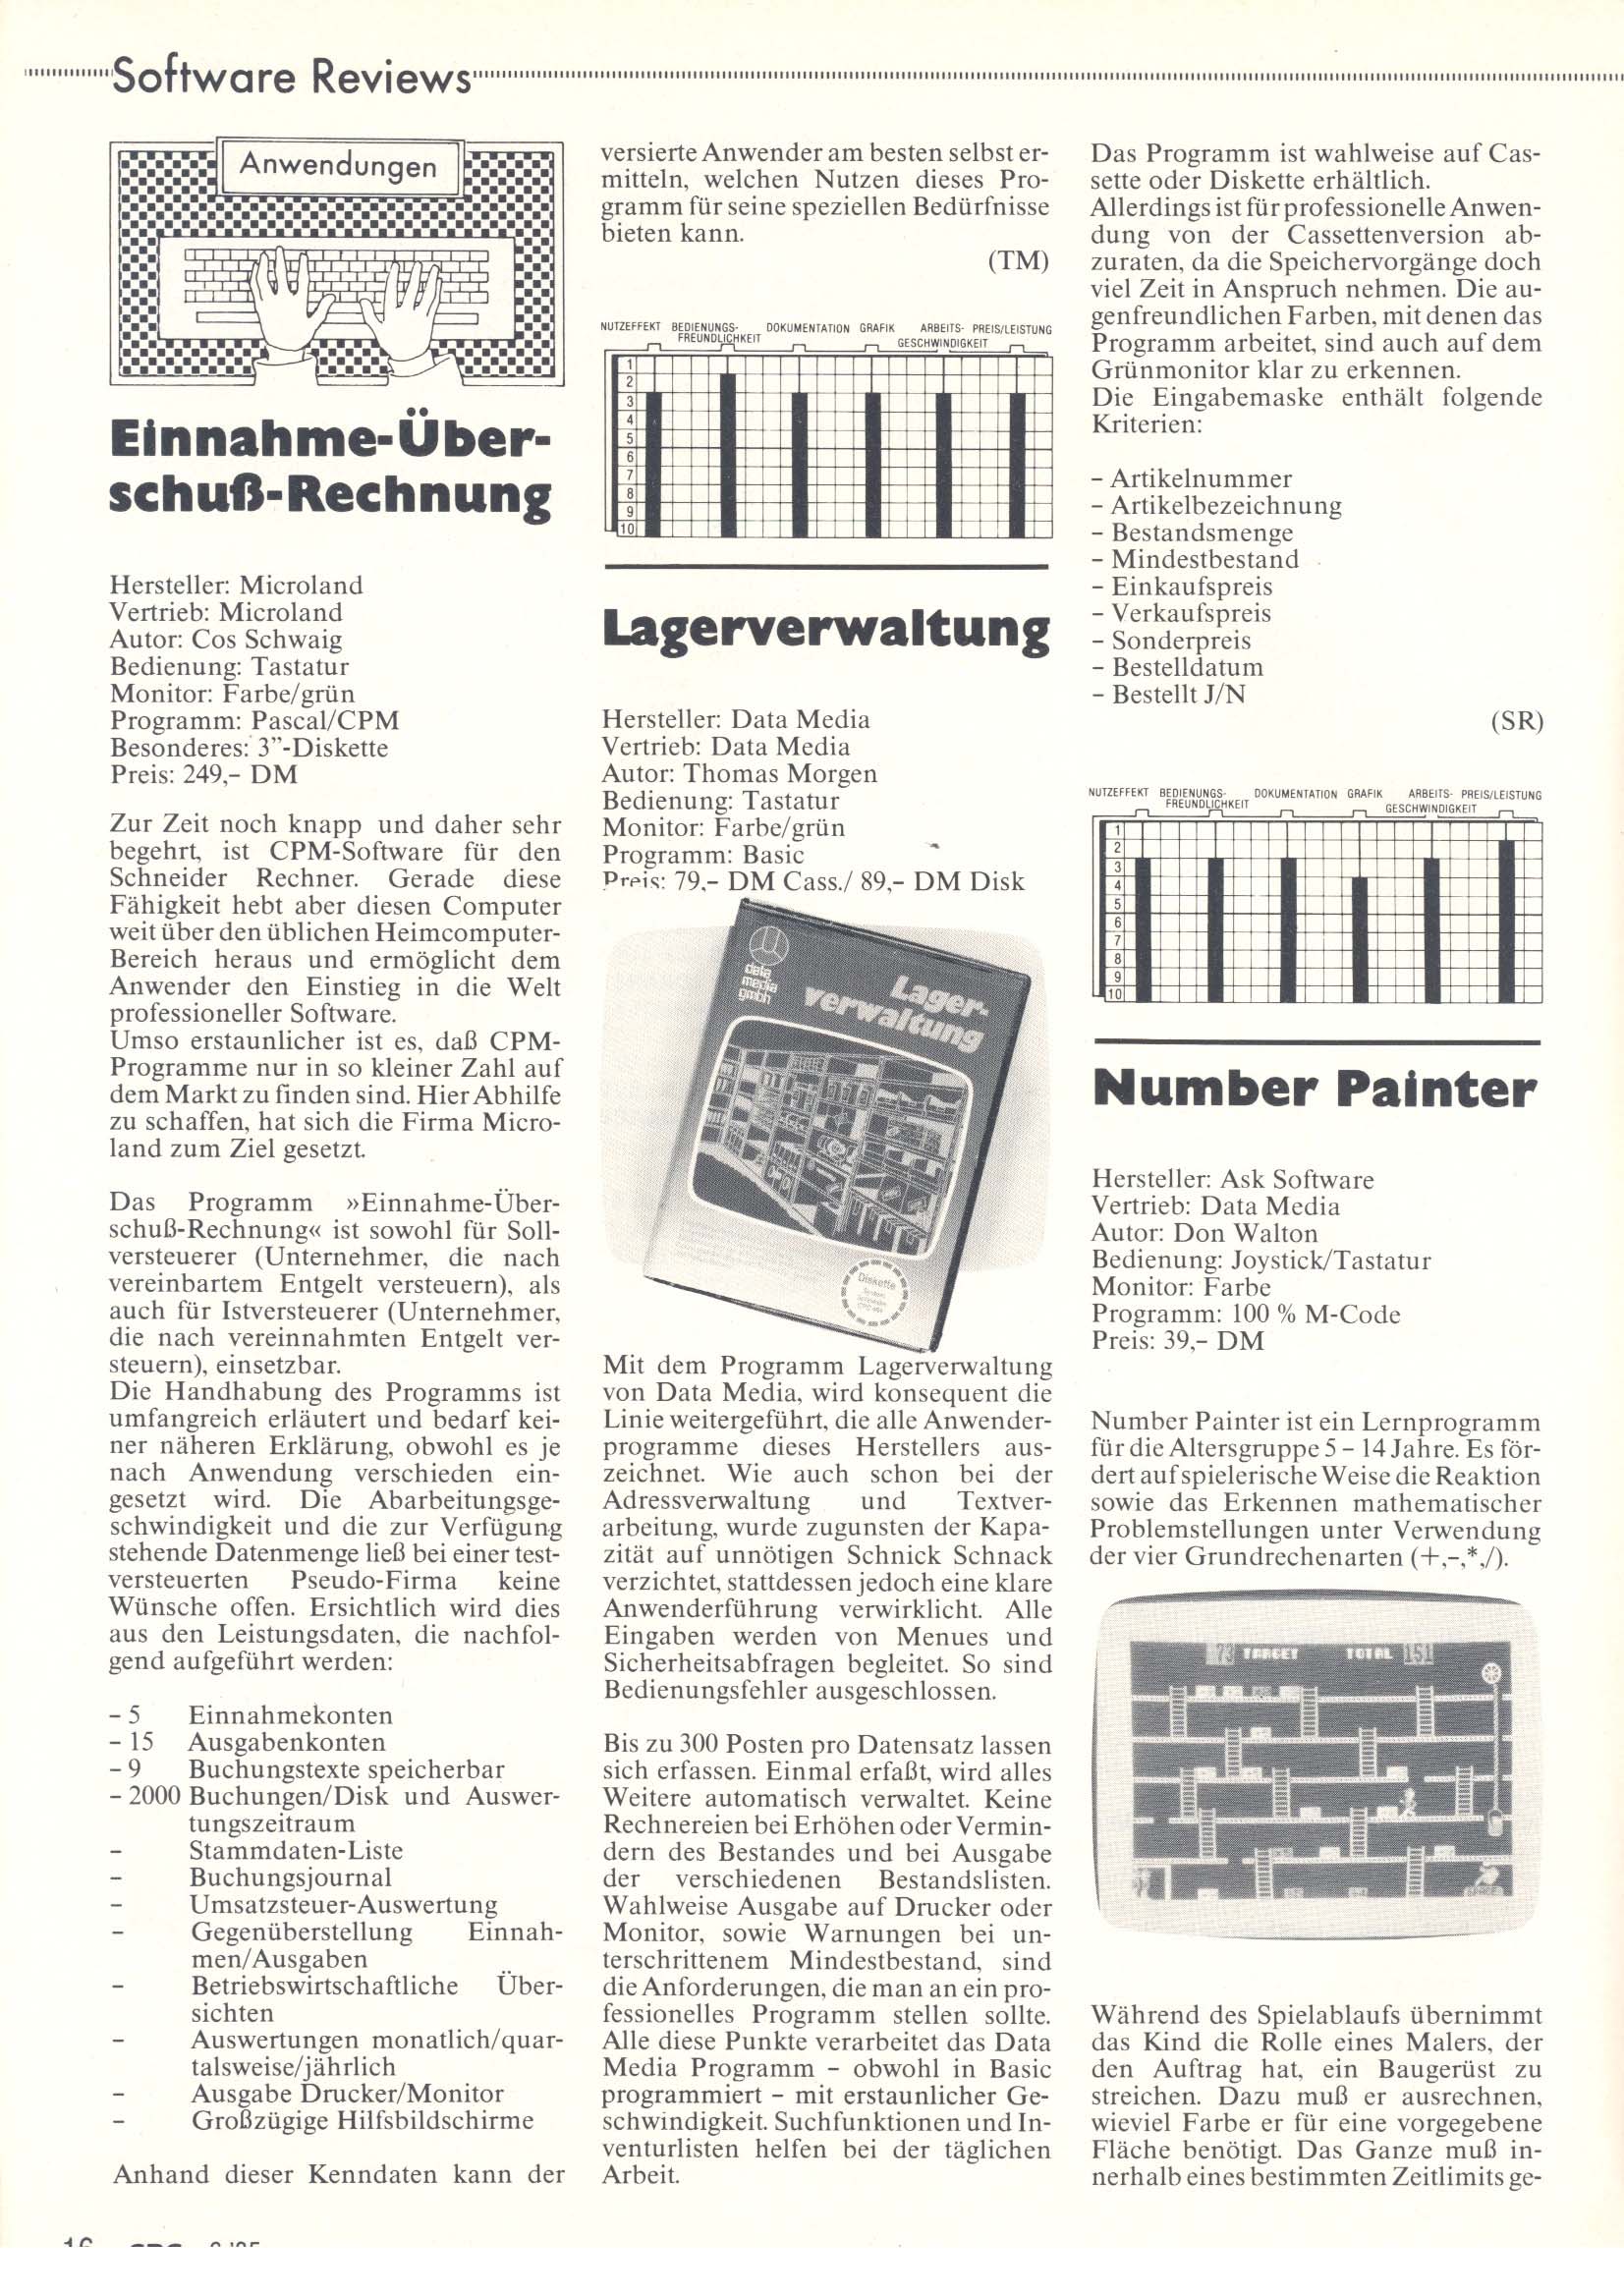 Software Reviews
Anwendungen
Einnahme-Über-
schuß-Rechnung
Hersteller: Microland
Vertrieb: Microland
Autor: Cos Schwaig
Bedienung: Tastatur
Monitor: Farbe/grün
Programm: Pascal/CPM
Besonderes: 3”-Diskette
Preis: 249,– DM
Zur Zeit noch knapp und daher sehr
begehrt, ist CPM-Software für den
Schneider Rechner. Gerade diese
Fähigkeit hebt aber diesen Computer
weit über den üblichen Heimcomputer-
Bereich heraus und ermöglicht dem
Anwender den Einstieg in die Welt
professioneller Software.
Umso erstaunlicher ist es, daß CPM-
Programme nur in so kleiner Zahl auf
dem Markt zu finden sind. Hier Abhilfe
zu schaffen, hat sich die Firma Micro-
land zum Ziel gesetzt.
Das Programm »Einnahme-Über-
schuß-Rechnung« ist sowohl für Soll-
versteuerer (Unternehmer, die nach
vereinbartem Entgelt versteuern), als
auch für Istversteuerer (Unternehmer,
die nach vereinnahmten Entgelt ver-
steuern), einsetzbar.
Die Handhabung des Programms ist
umfangreich erläutert und bedarf kei-
ner näheren Erklärung, obwohl es je
nach Anwendung verschieden ein-
gesetzt wird. Die Abarbeitungsge-
schwindigkeit und die zur Verfügung
stehende Datenmenge ließ bei einer test-
versteuerten Pseudo-Firma keine
Wünsche offen. Ersichtlich wird dies
aus den Leistungsdaten, die nachfol-
gend aufgeführt werden:
– 5 Einnahmekonten
– 15 Ausgabenkonten
– 9 Buchungstexte speicherbar
– 2000 Buchungen/Disk und Auswer-
tungszeitraum
– Stammdaten-Liste
– Buchungsjournal
– Umsatzsteuer-Auswertung
– Gegenüberstellung Einnah-
men/Ausgaben
– Betriebswirtschaftliche Über-
sichten
– Auswertungen monatlich/quar-
talsweise/jährlich
– Ausgabe Drucker/Monitor
– Großzügige Hilfsbildschirme
Anhand dieser Kenndaten kann der
versierte Anwender am besten selbst er-
mitteln, welchen Nutzen dieses Pro-
gramm für seine speziellen Bedürfnisse
bieten kann.
(TM)
NUTZEFFEKT BEDIENUNGS- DOKUMENTATION GRAFIK ARBEITS- PREIS/LEISTUNG
FREUNDLICHKEIT GESCHWINDIGKEIT
1
2
3
4
5
6
7
8
9
10
Lagerverwaltung
Hersteller: Data Media
Vertrieb: Data Media
Autor: Thomas Morgen
Bedienung: Tastatur
Monitor: Farbe/grün
Programm: Basic
Preis: 79,– DM Cass./ 89,– DM Disk
data
media
gmbh
Lager-
verwaltung
Diskette
Mit dem Programm Lagerverwaltung
von Data Media, wird konsequent die
Linie weitergeführt, die alle Anwender-
programme dieses Herstellers aus-
zeichnet. Wie auch schon bei der
Adressverwaltung und Textver-
arbeitung, wurde zugunsten der Kapa-
zität auf unnötigen Schnick Schnack
verzichtet, stattdessen jedoch eine klare
Anwenderführung verwirklicht. Alle
Eingaben werden von Menues und
Sicherheitsabfragen begleitet. So sind
Bedienungsfehler ausgeschlossen.
Bis zu 300 Posten pro Datensatz lassen
sich erfassen. Einmal erfaßt, wird alles
Weitere automatisch verwaltet. Keine
Rechnereien bei Erhöhen oder Vermin-
dern des Bestandes und bei Ausgabe
der verschiedenen Bestandslisten.
Wahlweise Ausgabe auf Drucker oder
Monitor, sowie Warnungen bei un-
terschrittenem Mindestbestand, sind
die Anforderungen, die man an ein pro-
fessionelles Programm stellen sollte.
Alle diese Punkte verarbeitet das Data
Media Programm – obwohl in Basic
programmiert – mit erstaunlicher Ge-
schwindigkeit. Suchfunktionen und In-
venturlisten helfen bei der täglichen
Arbeit.
Das Programm ist wahlweise auf Cas-
sette oder Diskette erhältlich.
Allerdings ist für professionelle Anwen-
dung von der Cassettenversion ab-
zuraten, da die Speichervorgänge doch
viel Zeit in Anspruch nehmen. Die au-
genfreundlichen Farben, mit denen das
Programm arbeitet, sind auch auf dem
Grünmonitor klar zu erkennen.
Die Eingabemaske enthält folgende
Kriterien:
– Artikelnummer
– Artikelbezeichnung
– Bestandsmenge
– Mindestbestand
– Einkaufspreis
– Verkaufspreis
– Sonderpreis
– Bestelldatum
– Bestellt J/N
(SR)
NUTZEFFEKT BEDIENUNGS- DOKUMENTATION GRAFIK ARBEITS- PREIS/LEISTUNG
FREUNDLICHKEIT GESCHWINDIGKEIT
1
2
3
4
5
6
7
8
9
10
Number Painter
Hersteller: Ask Software
Vertrieb: Data Media
Autor: Don Walton
Bedienung: Joystick/Tastatur
Monitor: Farbe
Programm: 100 % M-Code
Preis: 39,– DM
Number Painter ist ein Lernprogramm
für die Altersgruppe 5 – 14 Jahre. Es för-
dert auf spielerische Weise die Reaktion
sowie das Erkennen mathematischer
Problemstellungen unter Verwendung
der vier Grundrechenarten (+,–,*,/).
73 TARGET TOTAL 151
Während des Spielablaufs übernimmt
das Kind die Rolle eines Malers, der
den Auftrag hat, ein Baugerüst zu
streichen. Dazu muß er ausrechnen,
wieviel Farbe er für eine vorgegebene
Fläche benötigt. Das Ganze muß in-
nerhalb eines bestimmten Zeitlimits ge-